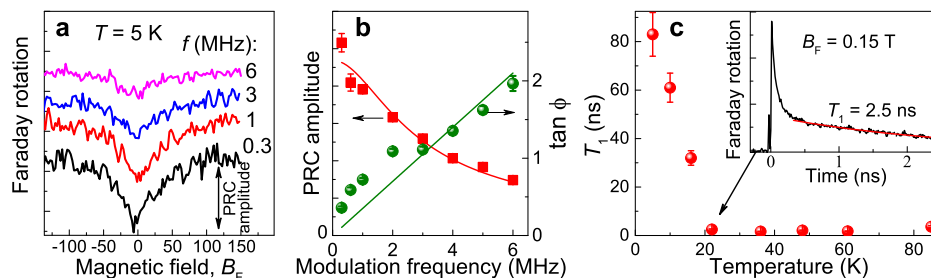 a
T = 5 K
f (MHz):
6
3
1
0.3
PRC
amplitude
Faraday rotation
-100 -50 0 50 100 150
Magnetic field, B_F
b
PRC amplitude
tan ϕ
2
1
0
0 2 4 6
Modulation frequency (MHz)
c
T₁ (ns)
80
60
40
20
0
0 20 40 60 80
Temperature (K)
B_F = 0.15 T
T₁ = 2.5 ns
Faraday rotation
0 1 2
Time (ns)